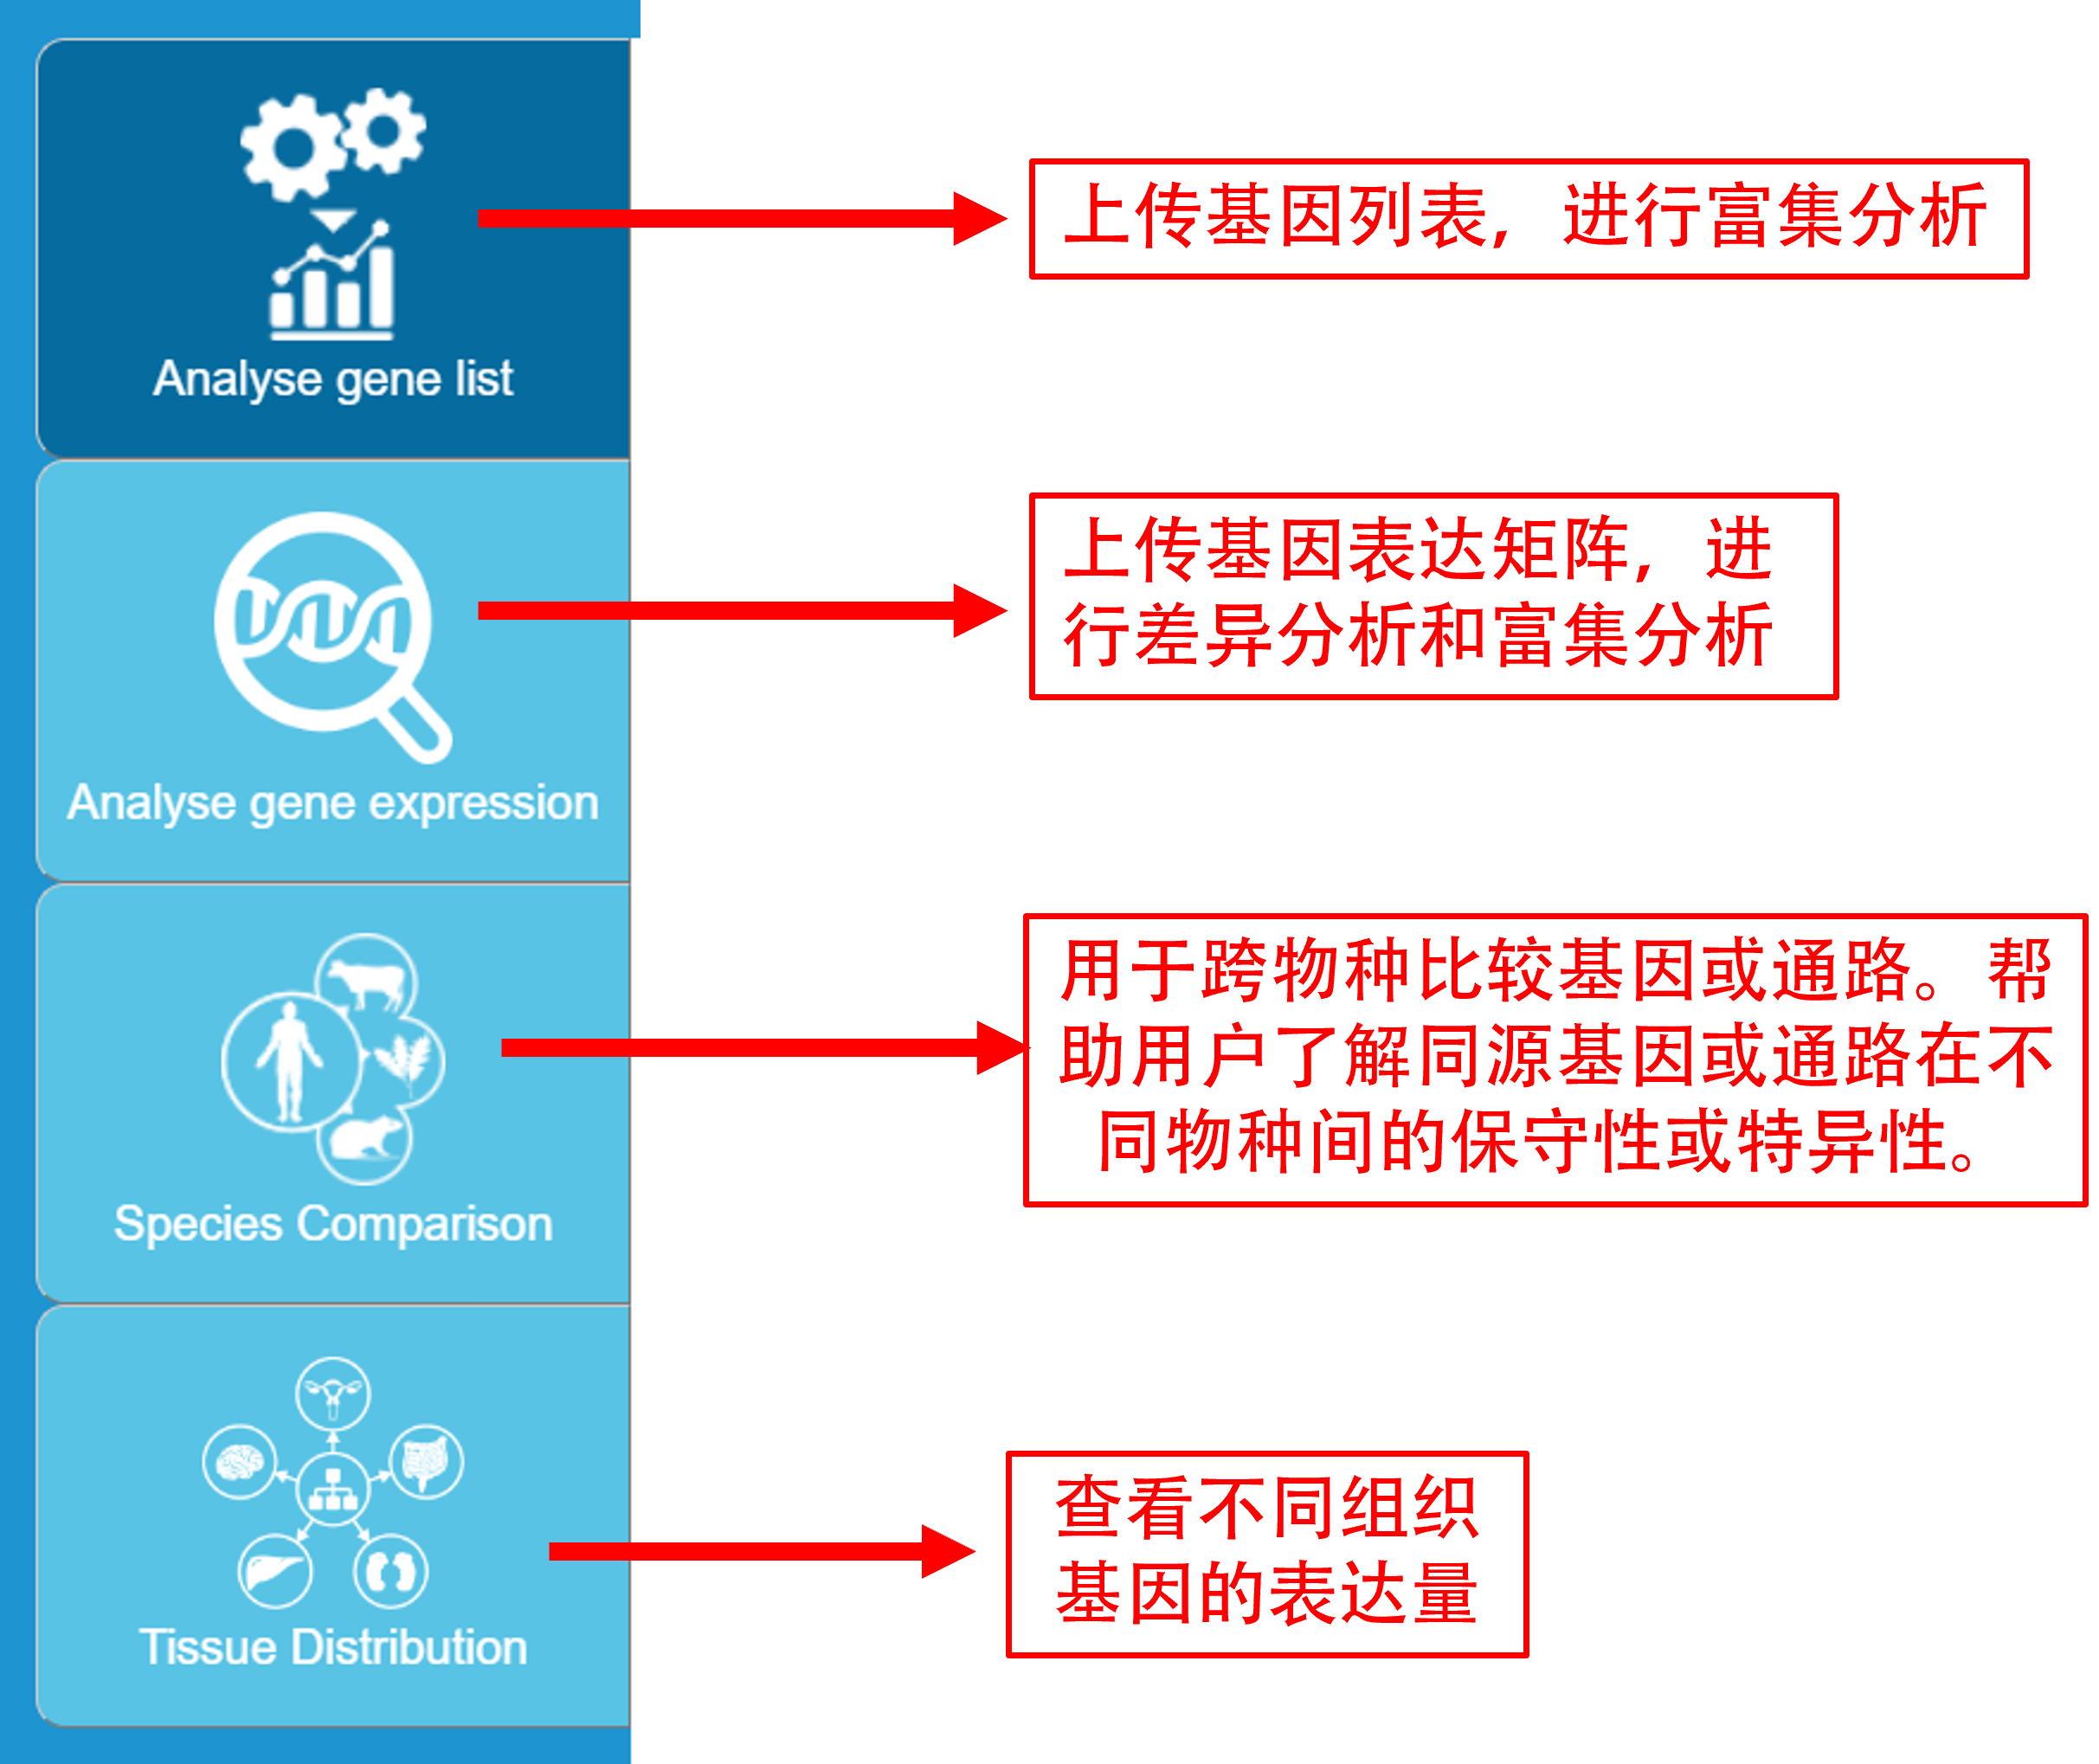 Analyse gene list
上传基因列表，进行富集分析
Analyse gene expression
上传基因表达矩阵，进
行差异分析和富集分析
Species Comparison
用于跨物种比较基因或通路。帮
助用户了解同源基因或通路在不
同物种间的保守性或特异性。
Tissue Distribution
查看不同组织
基因的表达量